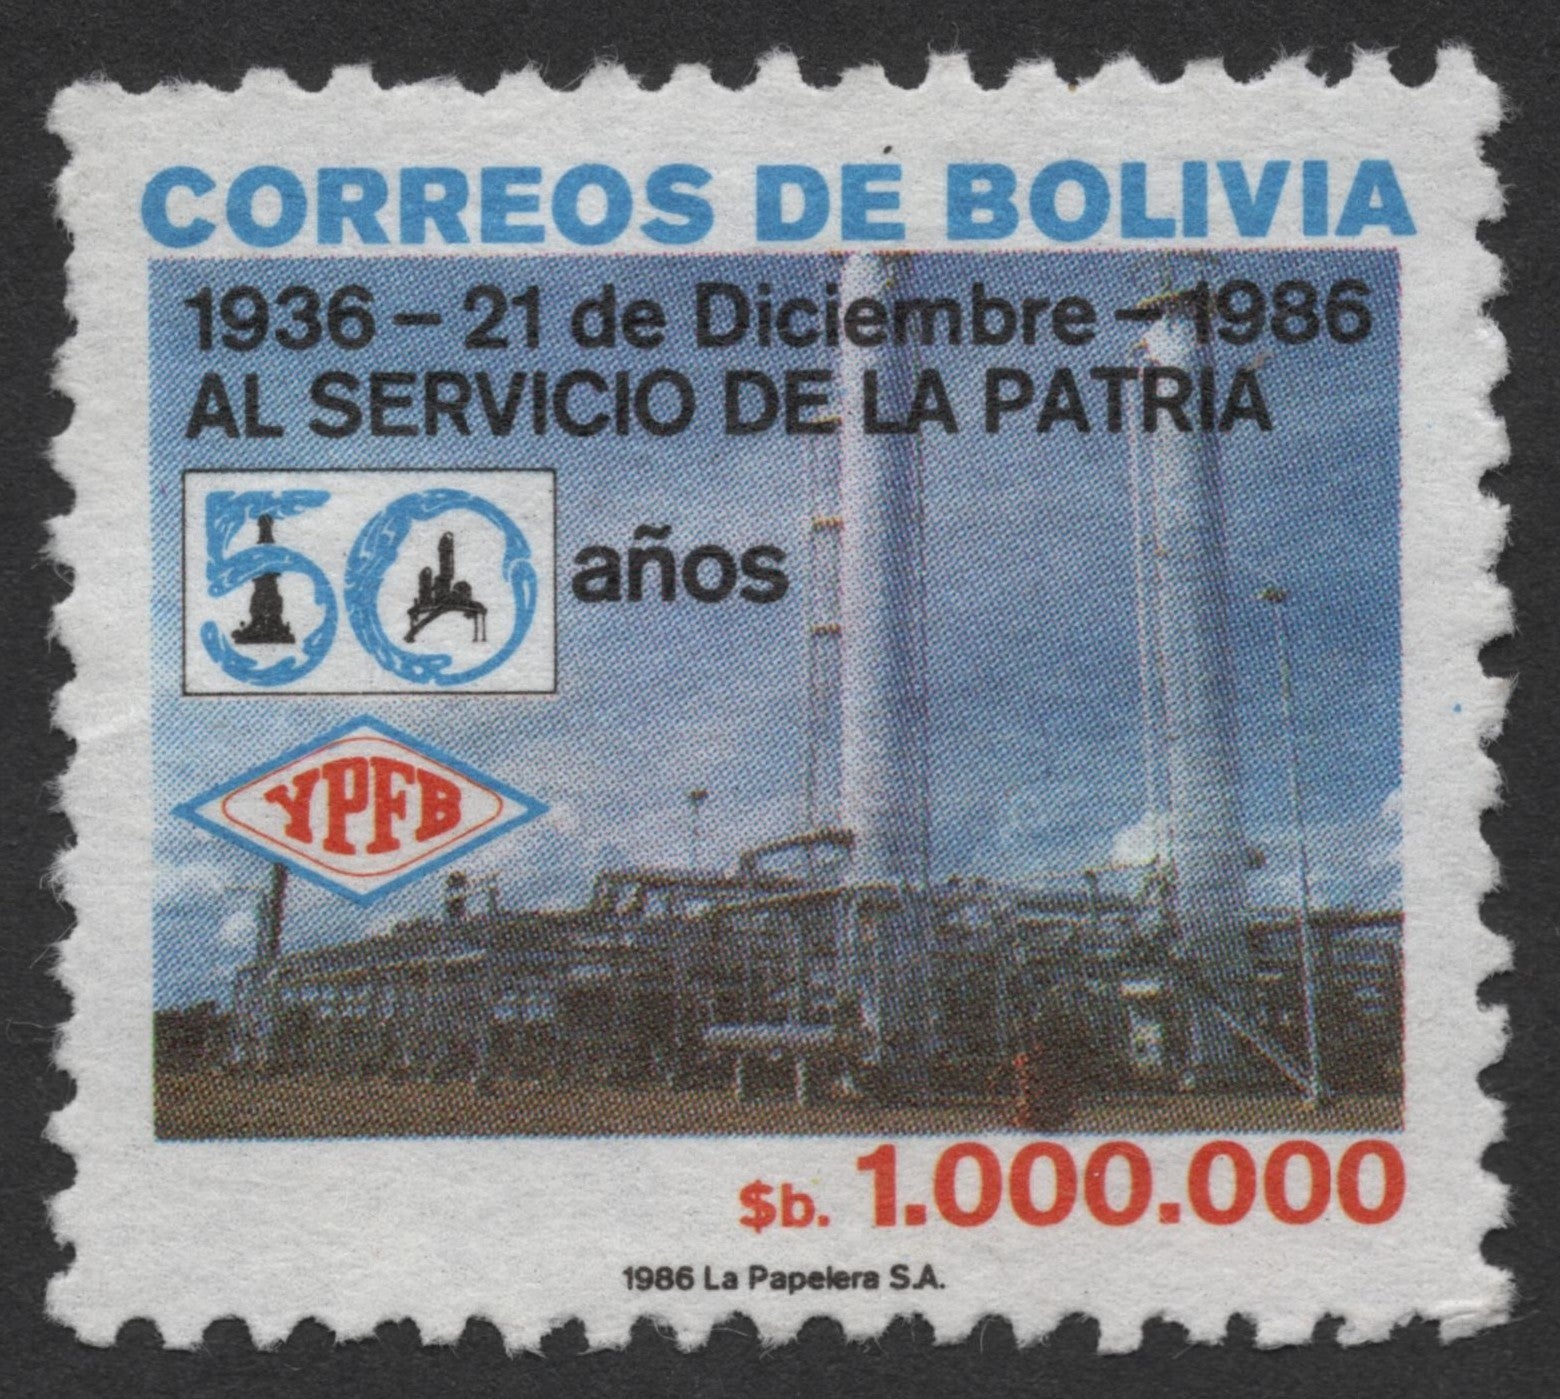 CORREOS DE BOLIVIA
1936 – 21 de Diciembre – 1986
AL SERVICIO DE LA PATRIA
50 años
YPFB
$b. 1.000.000
1986 La Papelera S.A.